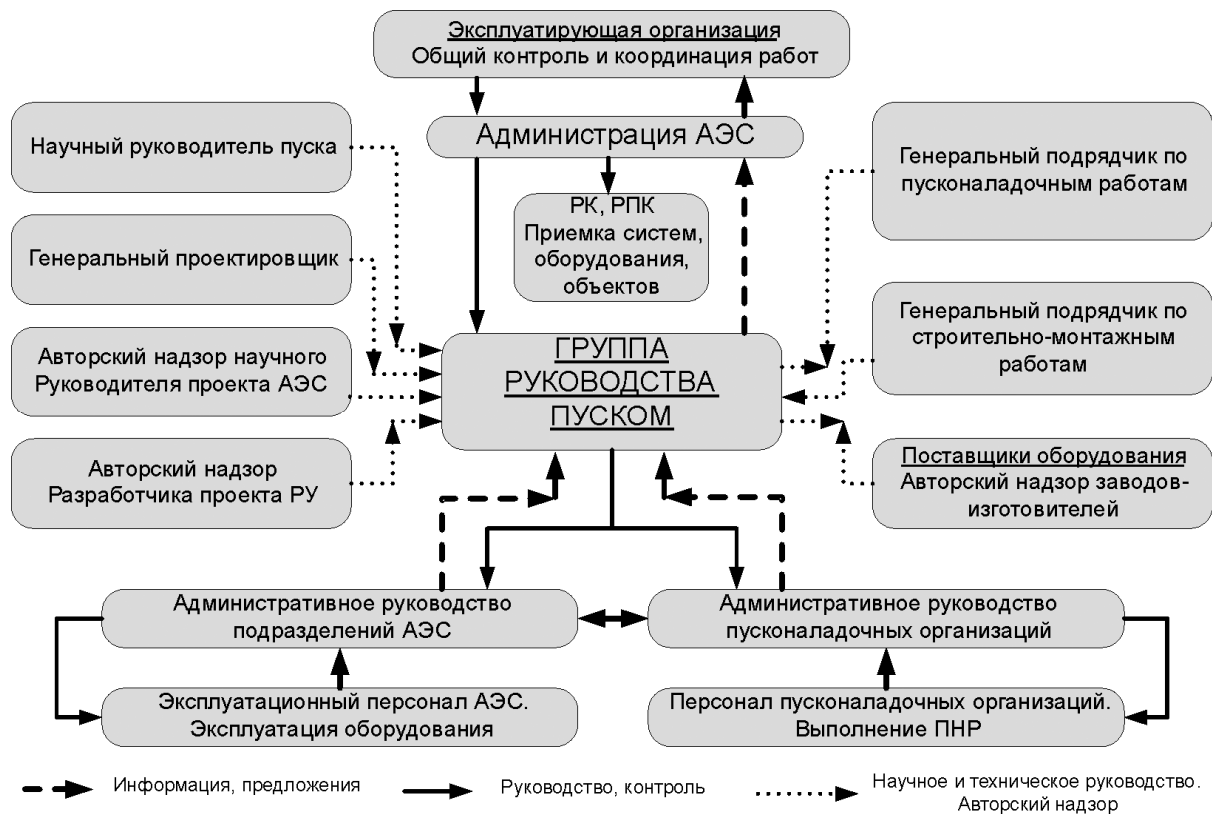 Эксплуатирующая организация
Общий контроль и координация работ
Администрация АЭС
Научный руководитель пуска
Генеральный подрядчик по
пусконаладочным работам
РК, РПК
Приемка систем,
оборудования,
объектов
Генеральный проектировщик
Генеральный подрядчик по
строительно-монтажным
работам
Авторский надзор научного
Руководителя проекта АЭС
ГРУППА
РУКОВОДСТВА
ПУСКОМ
Авторский надзор
Разработчика проекта РУ
Поставщики оборудования
Авторский надзор заводов-
изготовителей
Административное руководство
подразделений АЭС
Административное руководство
пусконаладочных организаций
Эксплуатационный персонал АЭС.
Эксплуатация оборудования
Персонал пусконаладочных организаций.
Выполнение ПНР
Информация, предложения
Руководство, контроль
Научное и техническое руководство.
Авторский надзор